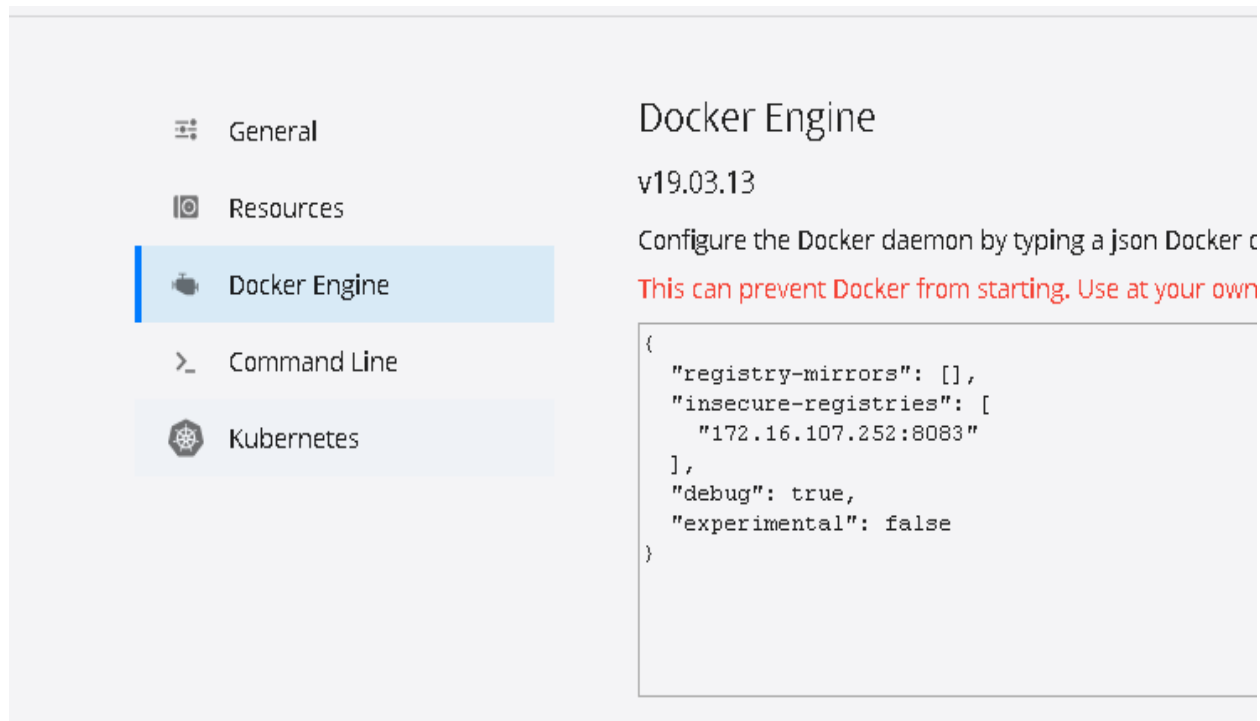 General
Resources
Docker Engine
Command Line
Kubernetes
Docker Engine
v19.03.13
Configure the Docker daemon by typing a json Docker
This can prevent Docker from starting. Use at your own
{
"registry-mirrors": [],
"insecure-registries": [
"172.16.107.252:8083"
],
"debug": true,
"experimental": false
}